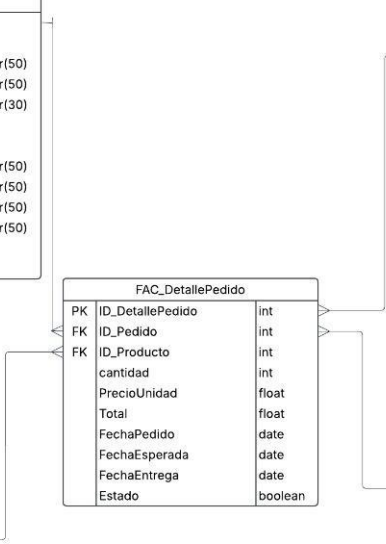 r(50)
r(50)
r(30)
r(50)
r(50)
r(50)
r(50)
FAC_DetallePedido
PK ID_DetallePedido int
FK ID_Pedido int
FK ID_Producto int
cantidad int
PrecioUnidad float
Total float
FechaPedido date
FechaEsperada date
FechaEntrega date
Estado boolean